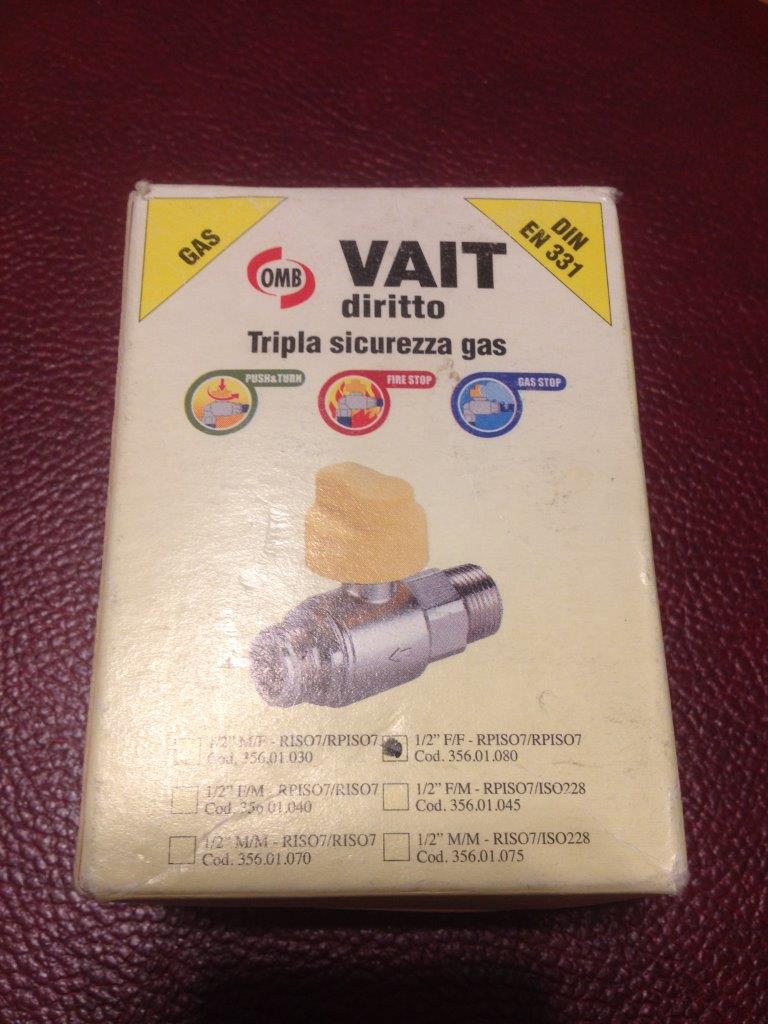 GAS
DIN
EN 331
OMB
VAIT
diritto
Tripla sicurezza gas
PUSH&TURN
FIRE STOP
GAS STOP
1/2" M/F - RISO7/RPISO7
Cod. 356.01.030
1/2" F/F - RPISO7/RPISO7
Cod. 356.01.080
1/2" F/M - RPISO7/RISO7
Cod. 356.01.040
1/2" F/M - RPISO7/ISO228
Cod. 356.01.045
1/2" M/M - RISO7/RISO7
Cod. 356.01.070
1/2" M/M - RISO7/ISO228
Cod. 356.01.075